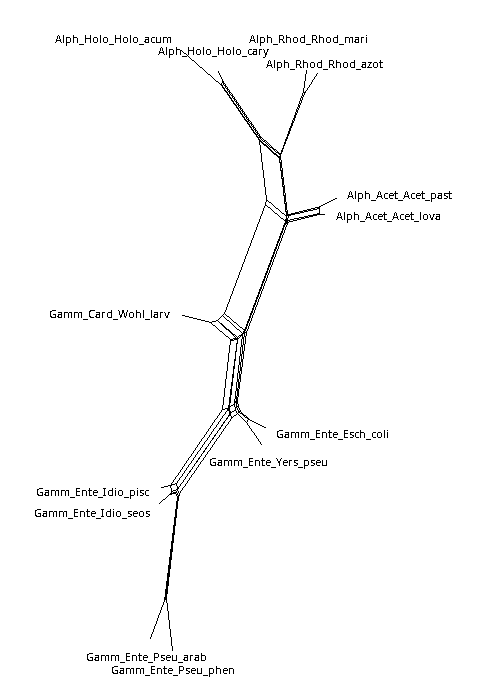 Alph_Holo_Holo_acum
Alph_Rhod_Rhod_mari
Alph_Holo_Holo_cary
Alph_Rhod_Rhod_azot
Alph_Acet_Acet_past
Alph_Acet_Acet_lova
Gamm_Card_Wohl_larv
Gamm_Ente_Esch_coli
Gamm_Ente_Yers_pseu
Gamm_Ente_Idio_pisc
Gamm_Ente_Idio_seos
Gamm_Ente_Pseu_arab
Gamm_Ente_Pseu_phen